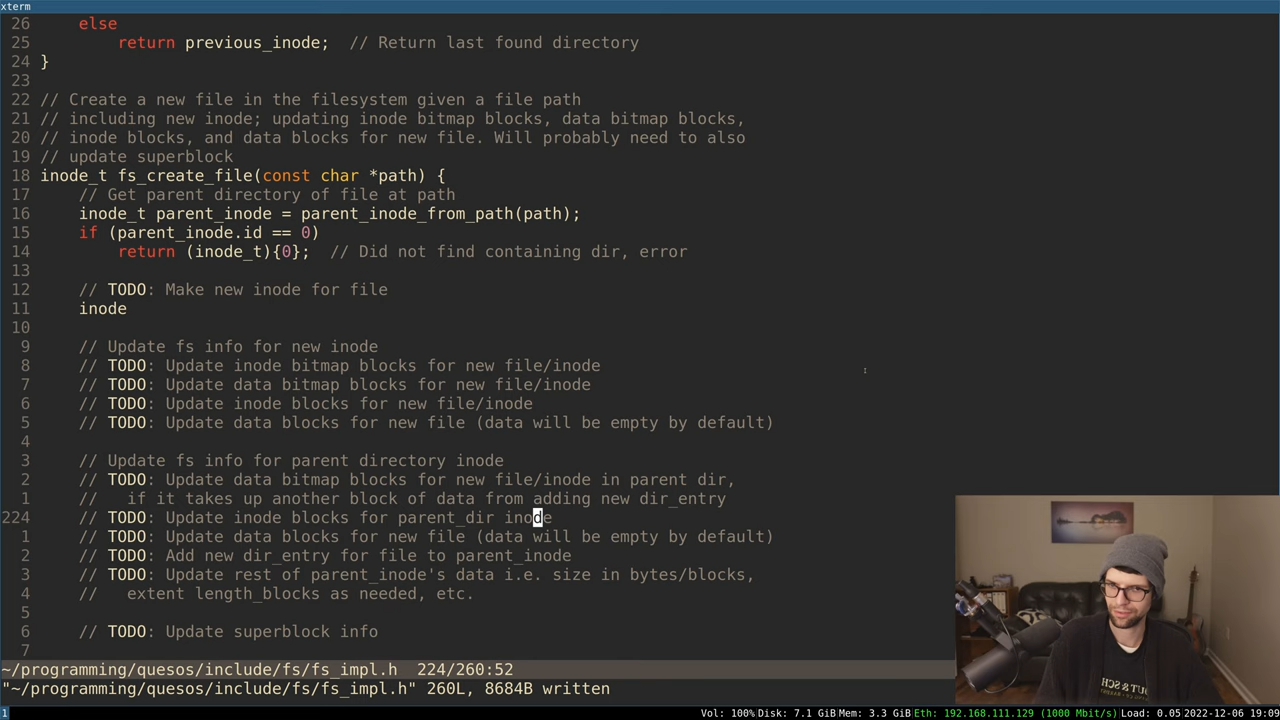 xterm
26     else
25         return previous_inode;  // Return last found directory
24 }
23
22 // Create a new file in the filesystem given a file path
21 // including new inode; updating inode bitmap blocks, data bitmap blocks,
20 // inode blocks, and data blocks for new file. Will probably need to also
19 // update superblock
18 inode_t fs_create_file(const char *path) {
17     // Get parent directory of file at path
16     inode_t parent_inode = parent_inode_from_path(path);
15     if (parent_inode.id == 0)
14         return (inode_t){0};  // Did not find containing dir, error
13
12     // TODO: Make new inode for file
11     inode
10
9     // Update fs info for new inode
8     // TODO: Update inode bitmap blocks for new file/inode
7     // TODO: Update data bitmap blocks for new file/inode
6     // TODO: Update inode blocks for new file/inode
5     // TODO: Update data blocks for new file (data will be empty by default)
4
3     // Update fs info for parent directory inode
2     // TODO: Update data bitmap blocks for new file/inode in parent dir,
1     //   if it takes up another block of data from adding new dir_entry
224     // TODO: Update inode blocks for parent_dir inode
1     // TODO: Update data blocks for new file (data will be empty by default)
2     // TODO: Add new dir_entry for file to parent_inode
3     // TODO: Update rest of parent_inode's data i.e. size in bytes/blocks,
4     //   extent length_blocks as needed, etc.
5
6     // TODO: Update superblock info
7
~/programming/quesos/include/fs/fs_impl.h  224/260:52
"~/programming/quesos/include/fs/fs_impl.h" 260L, 8684B written
1 Vol: 100% Disk: 7.1 GiB Mem: 3.3 GiB Eth: 192.168.111.129 (1000 Mbit/s) Load: 0.05 2022-12-06 19:09